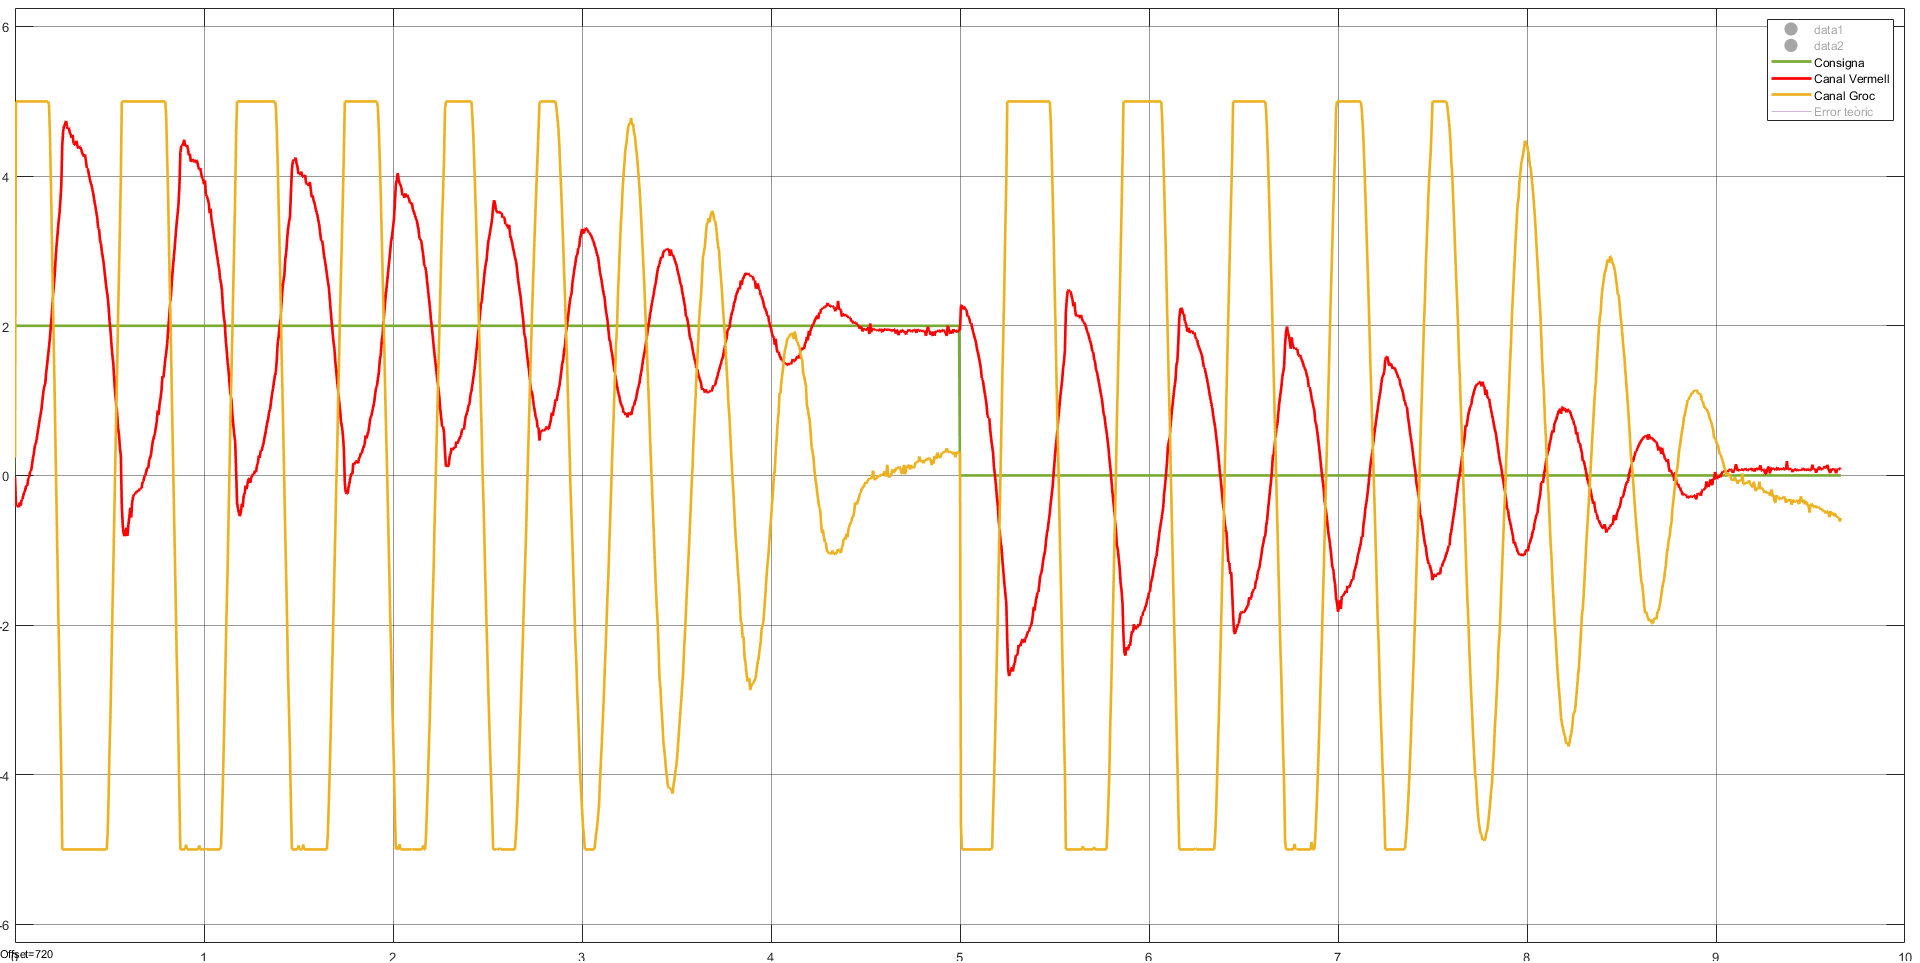 6
4
2
0
-2
-4
-6
data1
data2
Consigna
Canal Vermell
Canal Groc
Error teòric
0 1 2 3 4 5 6 7 8 9 10
Offset=720